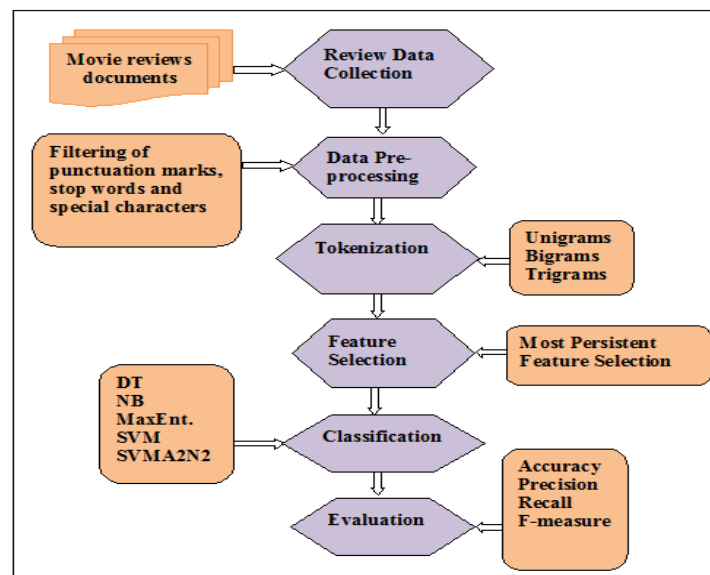 Movie reviews
documents
Review Data
Collection
Filtering of
punctuation marks,
stop words and
special characters
Data Pre-
processing
Tokenization
Unigrams
Bigrams
Trigrams
Feature
Selection
Most Persistent
Feature Selection
DT
NB
MaxEnt.
SVM
SVMA2N2
Classification
Accuracy
Precision
Recall
F-measure
Evaluation